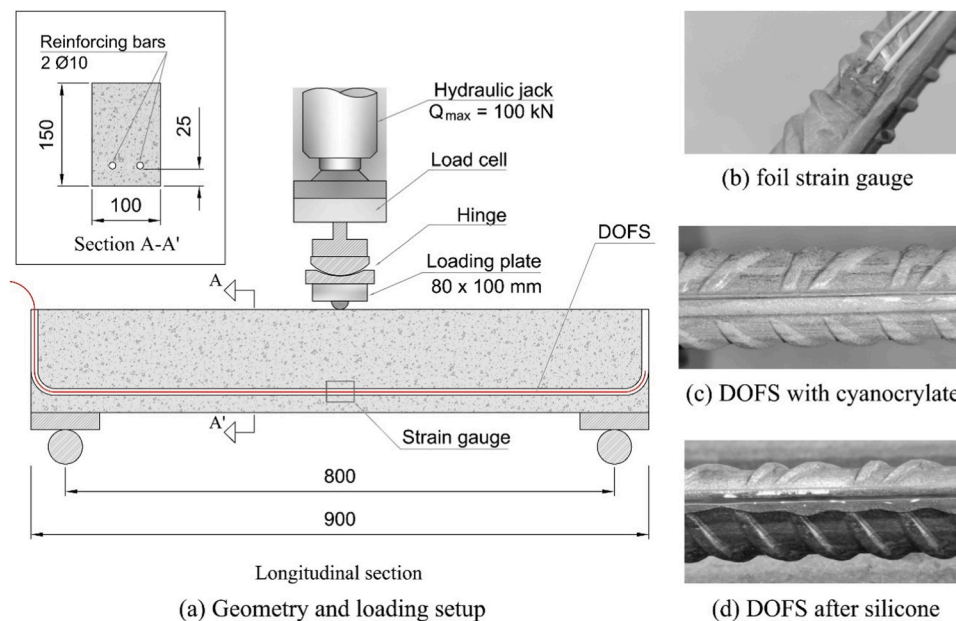 Reinforcing bars
2 Ø10
150
25
100
Section A-A'
Hydraulic jack
Qmax = 100 kN
Load cell
Hinge
DOFS
Loading plate
80 x 100 mm
A
A'
Strain gauge
800
900
Longitudinal section
(a) Geometry and loading setup
(b) foil strain gauge
(c) DOFS with cyanocrylate
(d) DOFS after silicone